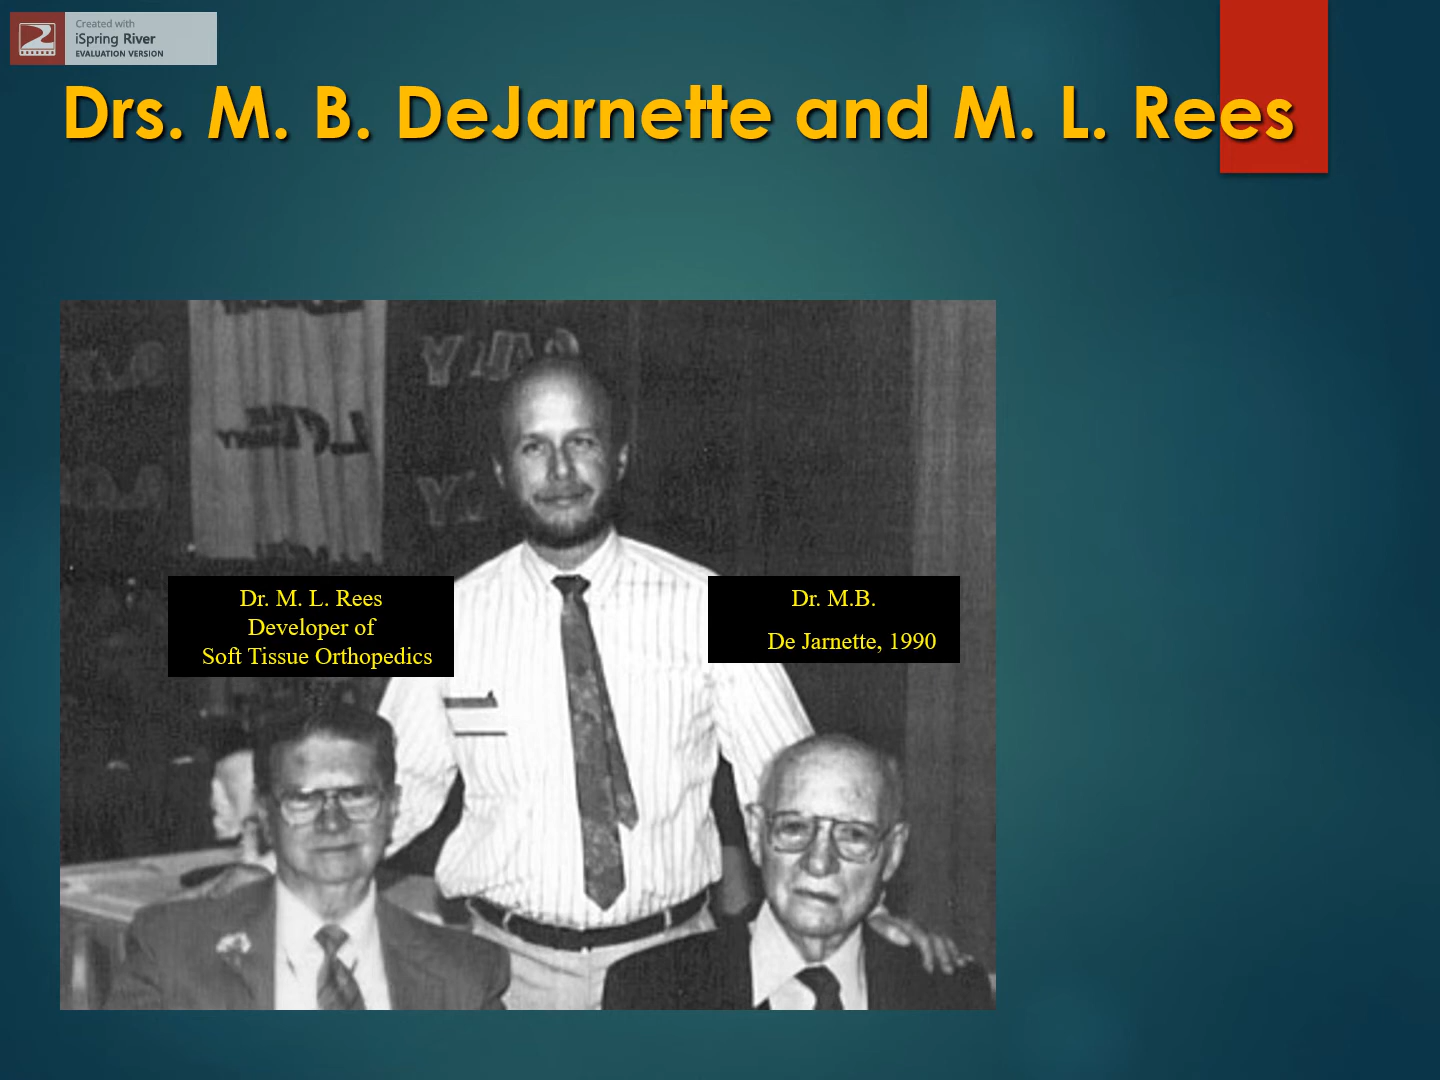 Created with
iSpring River
EVALUATION VERSION
Drs. M. B. DeJarnette and M. L. Rees
Dr. M. L. Rees
Developer of
Soft Tissue Orthopedics
Dr. M.B.
De Jarnette, 1990